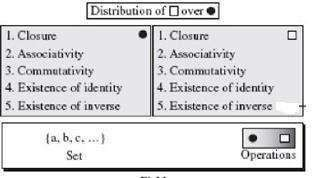 Distribution of □ over ●
1. Closure ●
2. Associativity
3. Commutativity
4. Existence of identity
5. Existence of inverse
1. Closure □
2. Associativity
3. Commutativity
4. Existence of identity
5. Existence of inverse
{a, b, c, …}
Set
● □
Operations